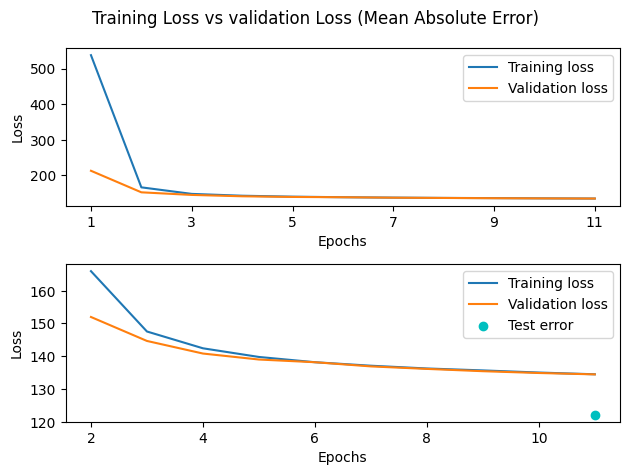 Training Loss vs validation Loss (Mean Absolute Error)
500
400
300
200
Loss
Training loss
Validation loss
1 3 5 7 9 11
Epochs
160
150
140
130
120
Loss
Training loss
Validation loss
Test error
2 4 6 8 10
Epochs